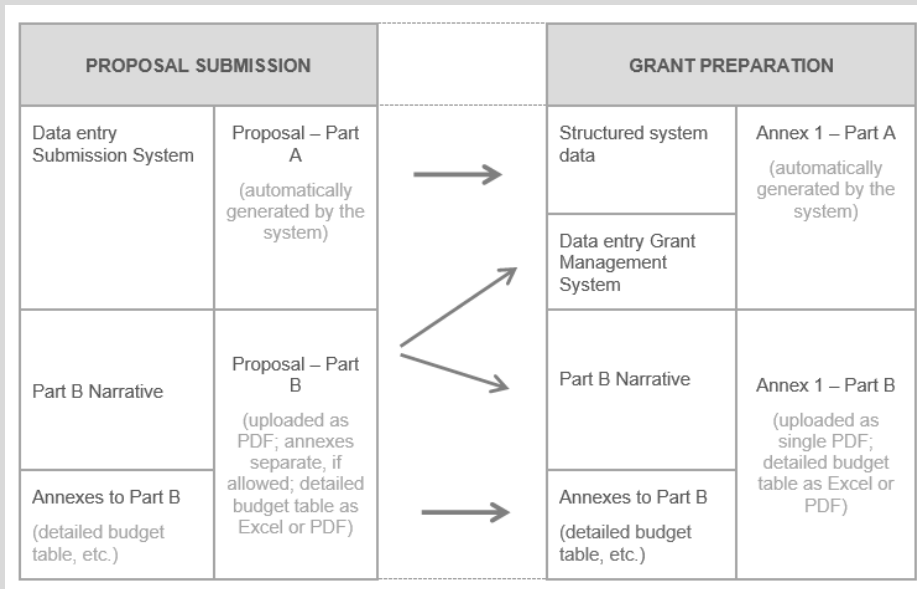 PROPOSAL SUBMISSION
GRANT PREPARATION
Data entry
Submission System
Proposal – Part
A
(automatically
generated by the
system)
Structured system
data
Annex 1 – Part A
(automatically
generated by the
system)
Data entry Grant
Management
System
Part B Narrative
Proposal – Part
B
(uploaded as
PDF; annexes
separate, if
allowed; detailed
budget table as
Excel or PDF)
Part B Narrative
Annex 1 – Part B
(uploaded as
single PDF;
detailed budget
table as Excel or
PDF)
Annexes to Part B
(detailed budget
table, etc.)
Annexes to Part B
(detailed budget
table, etc.)